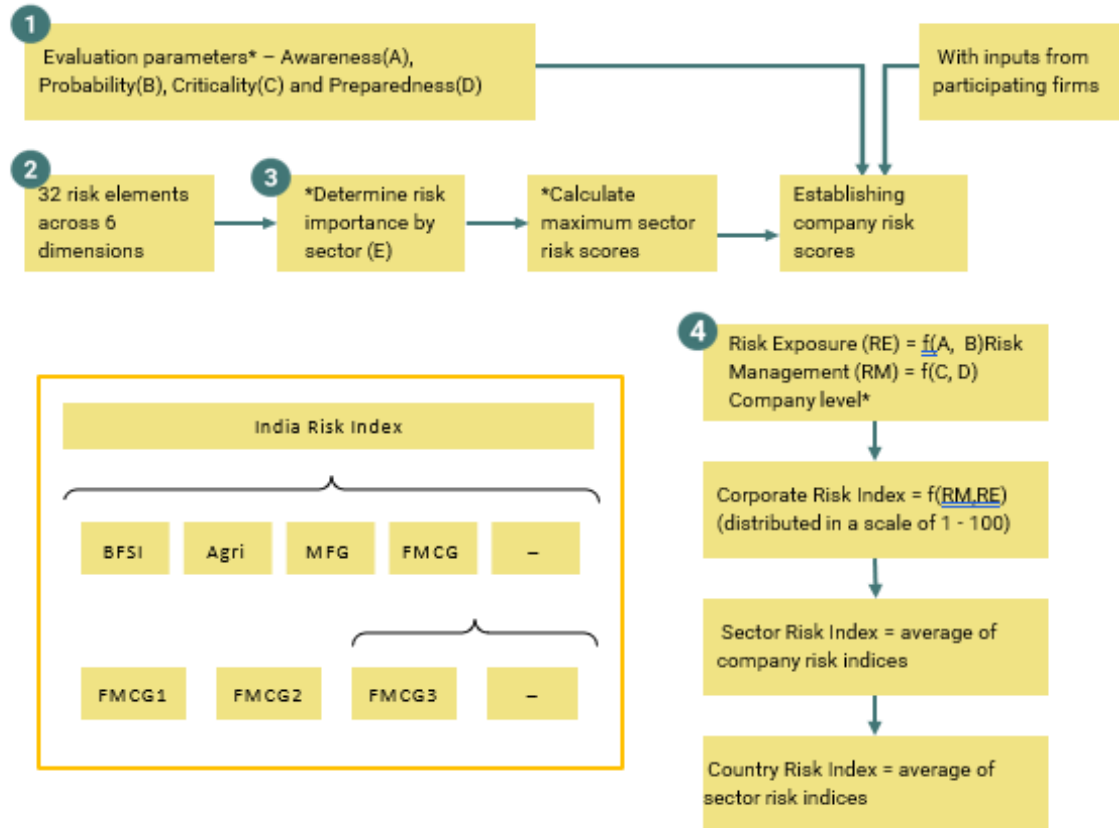 1
Evaluation parameters* – Awareness(A),
Probability(B), Criticality(C) and Preparedness(D)
With inputs from
participating firms
2
32 risk elements
across 6
dimensions
3
*Determine risk
importance by
sector (E)
*Calculate
maximum sector
risk scores
Establishing
company risk
scores
4
Risk Exposure (RE) = f(A, B)Risk
Management (RM) = f(C, D)
Company level*
Corporate Risk Index = f(RM,RE)
(distributed in a scale of 1 - 100)
Sector Risk Index = average of
company risk indices
Country Risk Index = average of
sector risk indices
India Risk Index
BFSI
Agri
MFG
FMCG
–
FMCG1
FMCG2
FMCG3
–